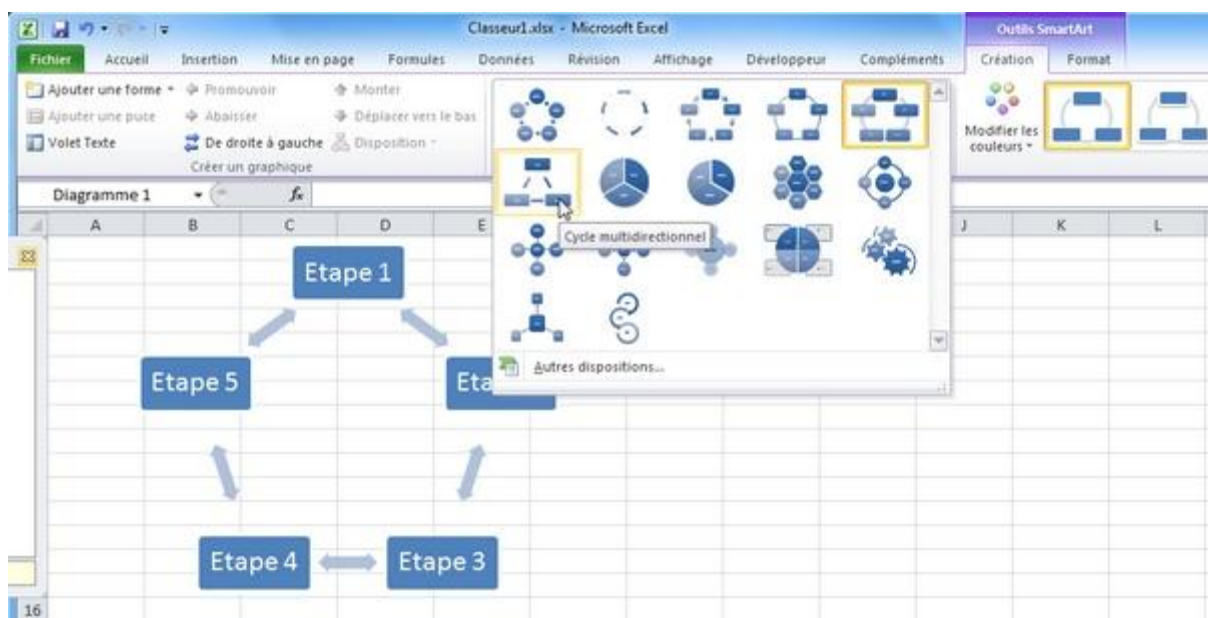 Classeur1.xlsx - Microsoft Excel
Outils SmartArt
Fichier Accueil Insertion Mise en page Formules Données Révision Affichage Développeur Compléments Création Format
Ajouter une forme Promouvoir Monter
Ajouter une puce Abaisser Déplacer vers le bas
Volet Texte De droite à gauche Disposition
Créer un graphique
Modifier les
couleurs
Diagramme 1 fx
A B C D E J K L
Cycle multidirectionnel
Autres dispositions...
Etape 1
Etape 5
Eta
Etape 4
Etape 3
16